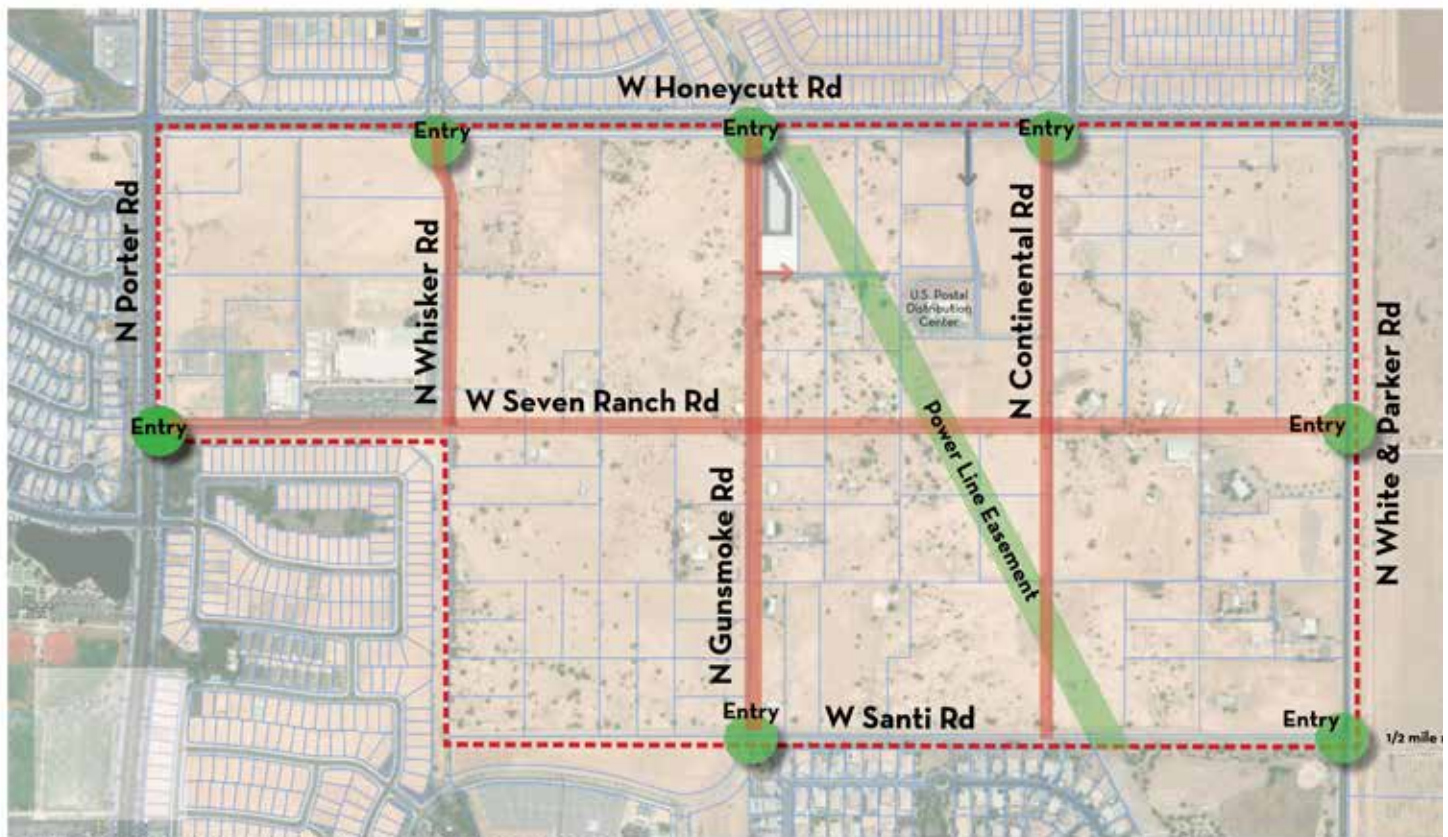 W Honeycutt Rd
Entry
Entry
Entry
N Porter Rd
N Whisker Rd
N Continental Rd
N White & Parker Rd
U.S. Postal
Distribution
Center
W Seven Ranch Rd
Entry
Entry
Power Line Easement
N Gunsmoke Rd
Entry
W Santi Rd
Entry
1/2 mile